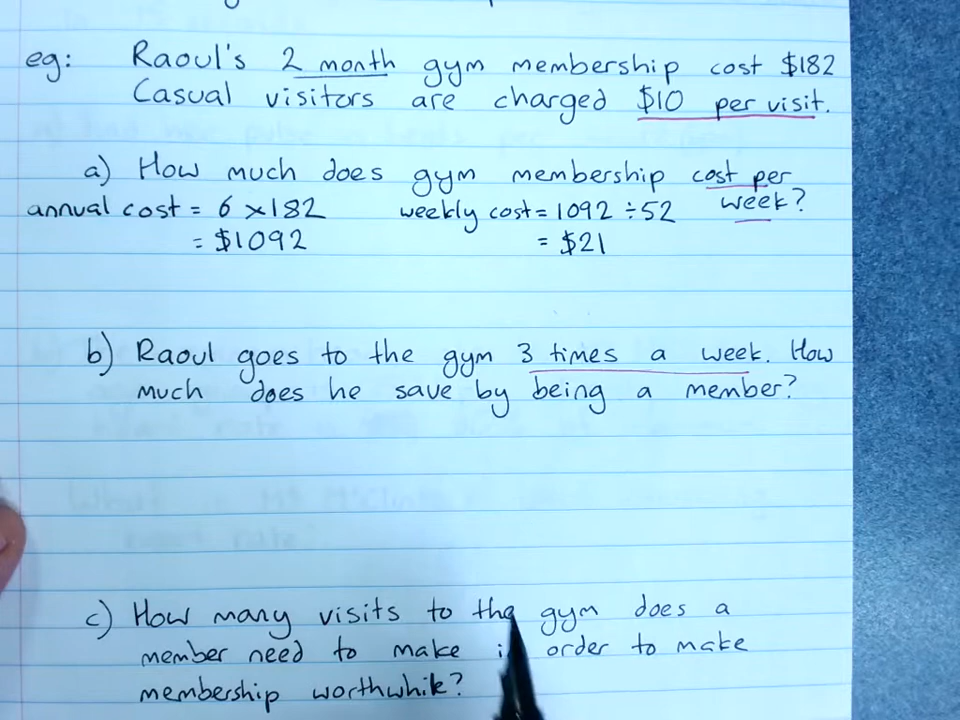 eg: Raoul's 2 month gym membership cost $182
Casual visitors are charged $10 per visit.
a) How much does gym membership cost per
week?
annual cost = 6 × 182
= $1092
weekly cost = 1092 ÷ 52
= $21
b) Raoul goes to the gym 3 times a week. How
much does he save by being a member?
c) How many visits to the gym does a
member need to make order to make
membership worthwhile?